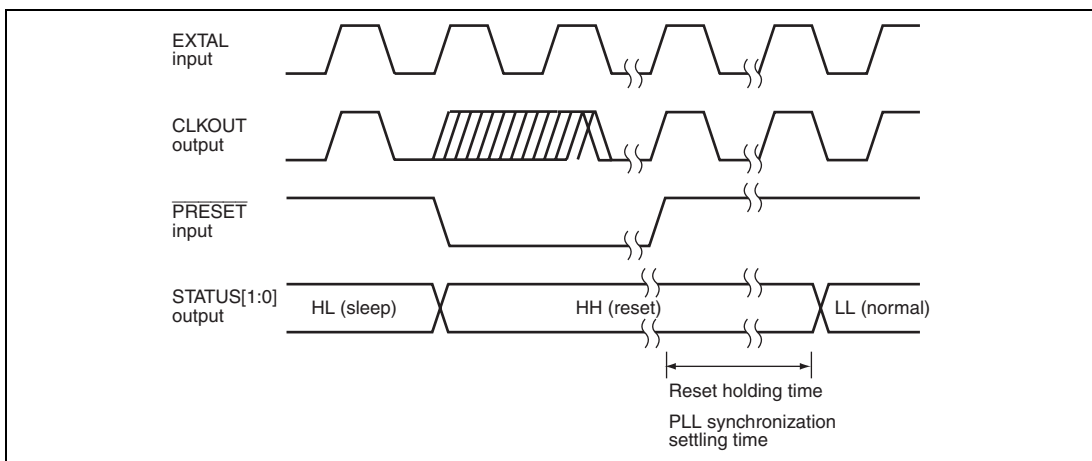 EXTAL
input
CLKOUT
output
PRESET
input
STATUS[1:0]
output
HL (sleep)
HH (reset)
LL (normal)
Reset holding time
PLL synchronization
settling time